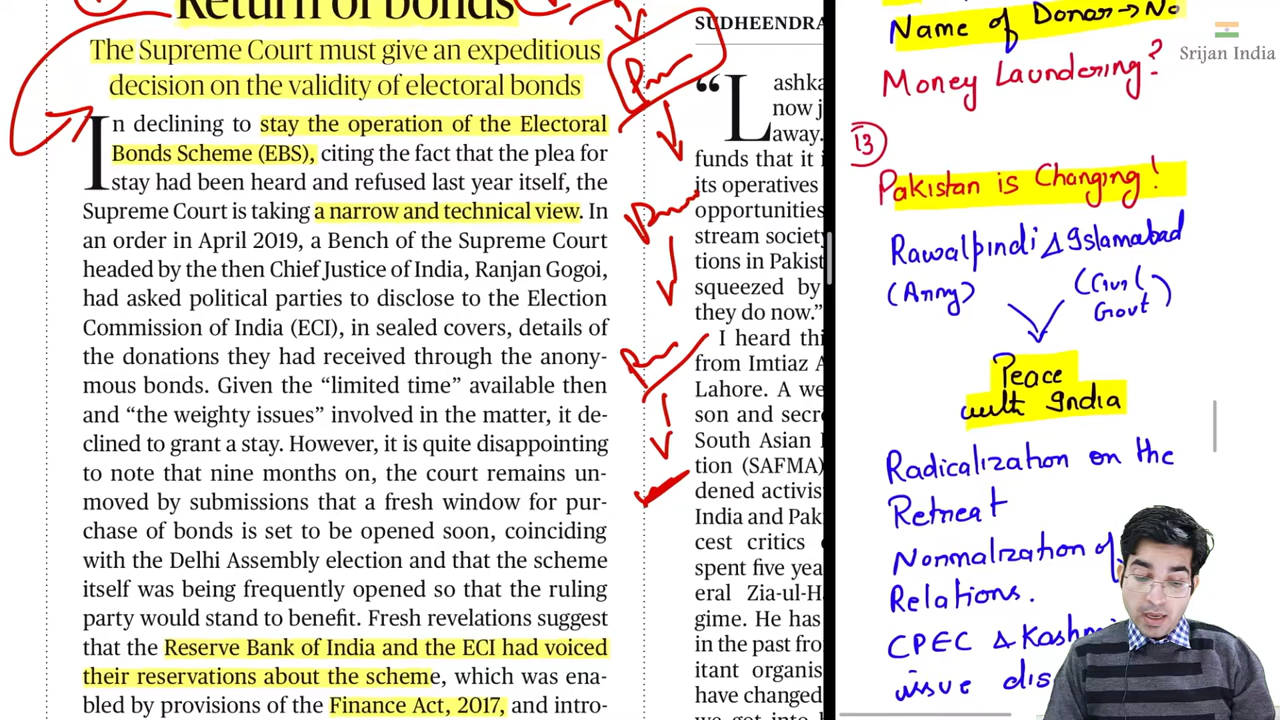 Return of bonds
The Supreme Court must give an expeditious
decision on the validity of electoral bonds
In declining to stay the operation of the Electoral
Bonds Scheme (EBS), citing the fact that the plea for
stay had been heard and refused last year itself, the
Supreme Court is taking a narrow and technical view. In
an order in April 2019, a Bench of the Supreme Court
headed by the then Chief Justice of India, Ranjan Gogoi,
had asked political parties to disclose to the Election
Commission of India (ECI), in sealed covers, details of
the donations they had received through the anony-
mous bonds. Given the “limited time” available then
and “the weighty issues” involved in the matter, it de-
clined to grant a stay. However, it is quite disappointing
to note that nine months on, the court remains un-
moved by submissions that a fresh window for pur-
chase of bonds is set to be opened soon, coinciding
with the Delhi Assembly election and that the scheme
itself was being frequently opened so that the ruling
party would stand to benefit. Fresh revelations suggest
that the Reserve Bank of India and the ECI had voiced
their reservations about the scheme, which was ena-
bled by provisions of the Finance Act, 2017, and intro-
SUDHEENDRA
“Lashka
now j
away.
funds that it i
its operatives
opportunities
stream society
tions in Pakist
squeezed by
they do now.”
I heard thi
from Imtiaz A
Lahore. A we
son and secre
South Asian
tion (SAFMA)
dened activis
India and Pak
cest critics
spent five yea
eral Zia-ul-H
gime. He has
in the past fro
itant organis
have changed
we got into b
Name of Donor → No
Money Laundering?
Srijan India
13
Pakistan is Changing!
Rawalpindi & Islamabad
(Army) (Civil
Govt)
Peace
with India
Radicalization on the
Retreat
Normalization of
Relations.
CPEC & Kashmi
issue dis